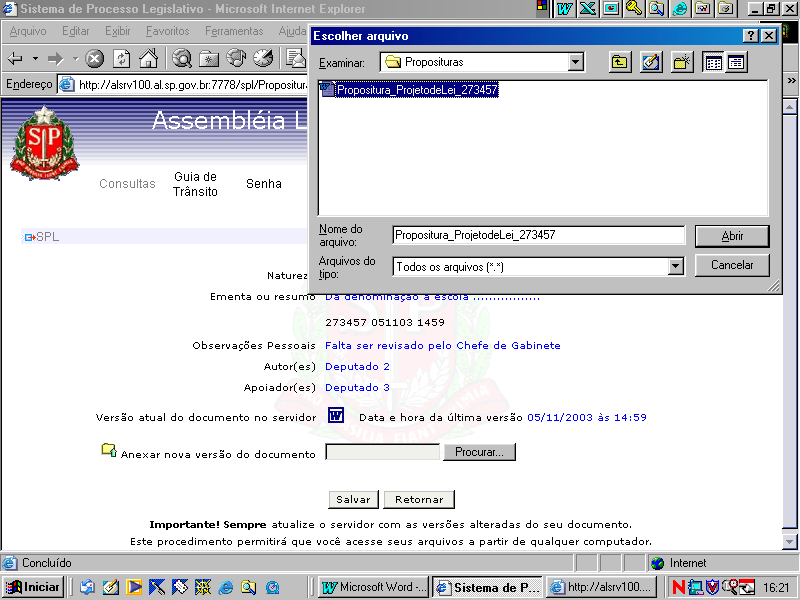 Sistema de Processo Legislativo - Microsoft Internet Explorer
Arquivo Editar Exibir Favoritos Ferramentas Ajuda
Endereço http://alsrv100.al.sp.gov.br:7778/spl/Propositur
Escolher arquivo
Examinar: Proposituras
Propositura_ProjetodeLei_273457
Nome do arquivo: Propositura_ProjetodeLei_273457 Abrir
Arquivos do tipo: Todos os arquivos (*.*) Cancelar
SP
Assembléia L
Consultas Guia de Trânsito Senha
SPL
Naturez
Ementa ou resumo Dá denominação à escola .................
273457 051103 1459
Observações Pessoais Falta ser revisado pelo Chefe de Gabinete
Autor(es) Deputado 2
Apoiador(es) Deputado 3
Versão atual do documento no servidor W Data e hora da última versão 05/11/2003 às 14:59
Anexar nova versão do documento Procurar...
Salvar Retornar
Importante! Sempre atualize o servidor com as versões alteradas do seu documento.
Este procedimento permitirá que você acesse seus arquivos a partir de qualquer computador.
Concluído Internet
Iniciar Microsoft Word -... Sistema de P... http://alsrv100.... 16:21